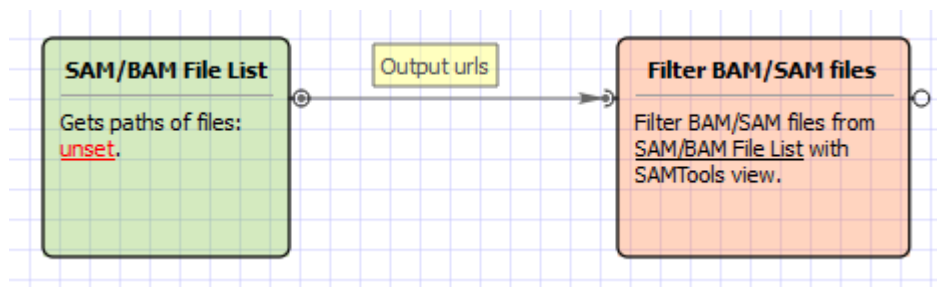 SAM/BAM File List
Gets paths of files:
unset.
Output urls
Filter BAM/SAM files
Filter BAM/SAM files from
SAM/BAM File List with
SAMTools view.